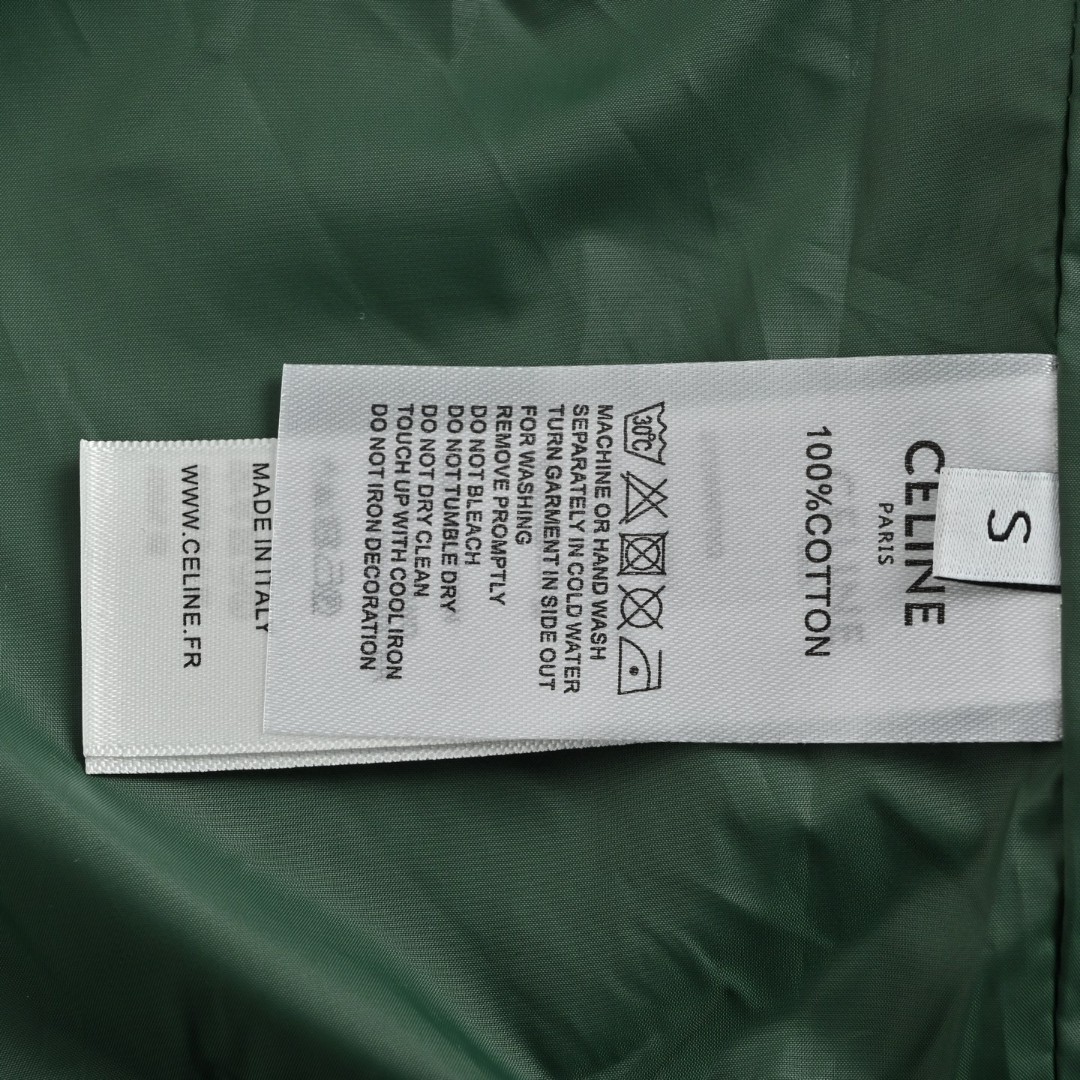 CELINE
PARIS
S
100%COTTON
30℃
MACHINE OR HAND WASH
SEPARATELY IN COLD WATER
TURN GARMENT IN SIDE OUT
FOR WASHING
REMOVE PROMPTLY
DO NOT BLEACH
DO NOT TUMBLE DRY
DO NOT DRY CLEAN
TOUCH UP WITH COOL IRON
DO NOT IRON DECORATION
MADE IN ITALY
WWW.CELINE.FR